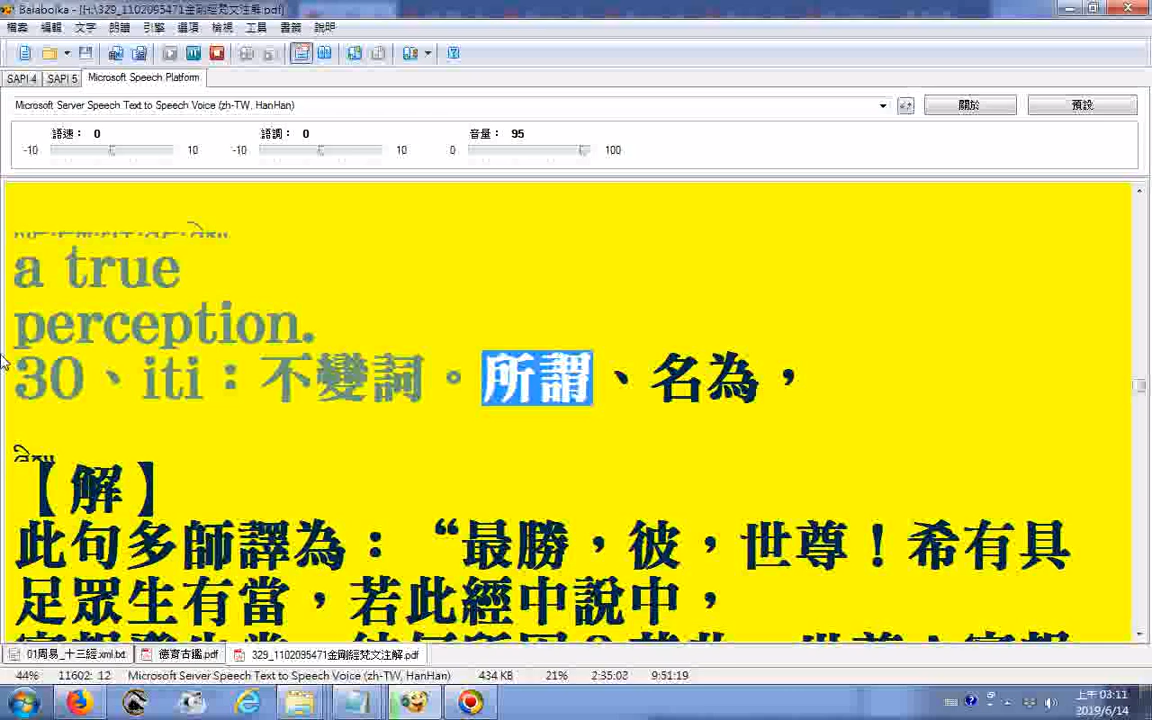 Balabolka - [H:\329_1102095471金剛經梵文注解.pdf]
檔案 編輯 文字 朗讀 引擎 選項 檢視 工具 書籤 說明
SAPI 4 SAPI 5 Microsoft Speech Platform
Microsoft Server Speech Text to Speech Voice (zh-TW, HanHan) 關於 預設
語速： 0 語調： 0 音量： 95
-10 10 -10 10 0 100
a true
perception.
30、iti：不變詞。所謂、名為，
【解】
此句多師譯為：“最勝，彼，世尊！希有具
足眾生有當，若此經中說中，
01周易_十三經.xml.txt 德育古鑑.pdf 329_1102095471金剛經梵文注解.pdf
44% 11602: 12 Microsoft Server Speech Text to Speech Voice (zh-TW, HanHan) 434 KB 21% 2:35:03 9:51:19
上午 03:11
2019/6/14